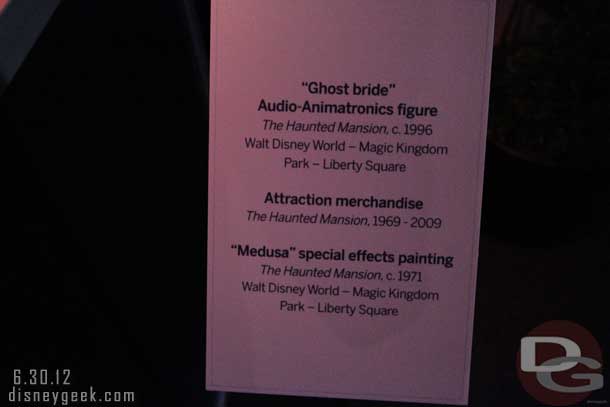 “Ghost bride”
Audio-Animatronics figure
The Haunted Mansion, c. 1996
Walt Disney World – Magic Kingdom
Park – Liberty Square
Attraction merchandise
The Haunted Mansion, 1969 - 2009
“Medusa” special effects painting
The Haunted Mansion, c. 1971
Walt Disney World – Magic Kingdom
Park – Liberty Square
6.30.12
disneygeek.com
DG